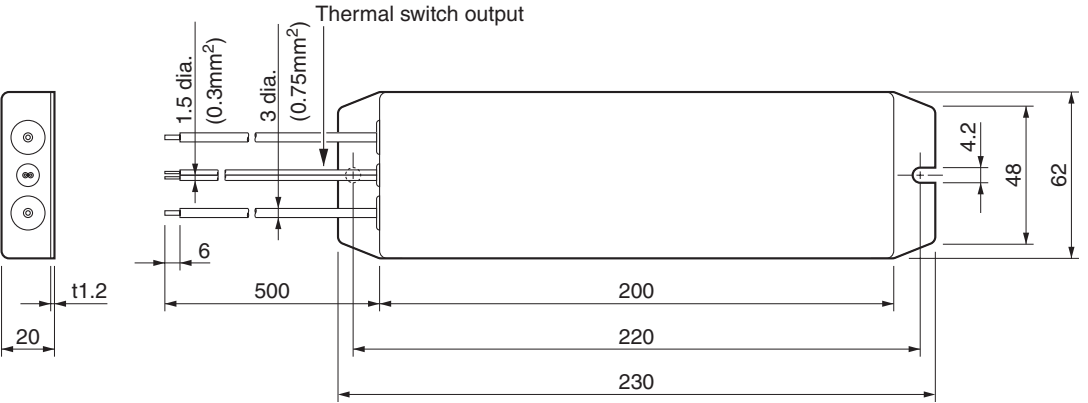 Thermal switch output
1.5 dia.
(0.3mm²)
3 dia.
(0.75mm²)
4.2
48
62
6
t1.2
500
200
20
220
230